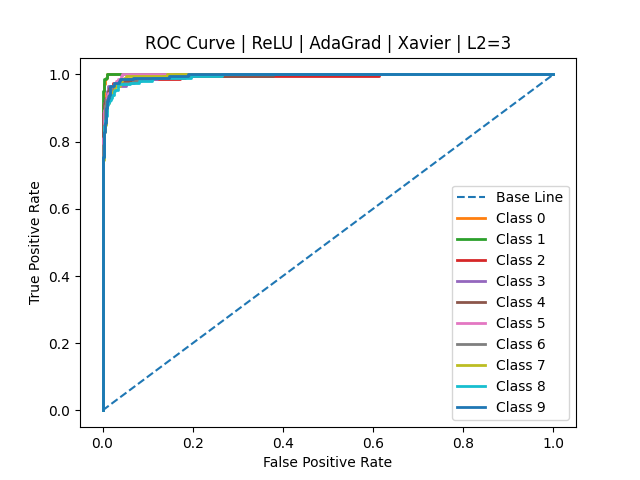 ROC Curve | ReLU | AdaGrad | Xavier | L2=3
True Positive Rate
1.0
0.8
0.6
0.4
0.2
0.0
Base Line
Class 0
Class 1
Class 2
Class 3
Class 4
Class 5
Class 6
Class 7
Class 8
Class 9
0.0 0.2 0.4 0.6 0.8 1.0
False Positive Rate